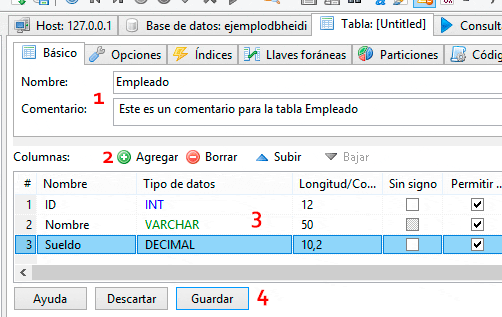 Host: 127.0.0.1 Base de datos: ejemplodbheidi Tabla: [Untitled] Consulta
Básico Opciones Índices Llaves foráneas Particiones Códig
Nombre: Empleado
1
Comentario: Este es un comentario para la tabla Empleado
Columnas: 2 Agregar Borrar Subir Bajar
# Nombre Tipo de datos Longitud/Co... Sin signo Permitir ...
1 ID INT 12
2 Nombre VARCHAR 3 50
3 Sueldo DECIMAL 10,2
Ayuda Descartar Guardar 4